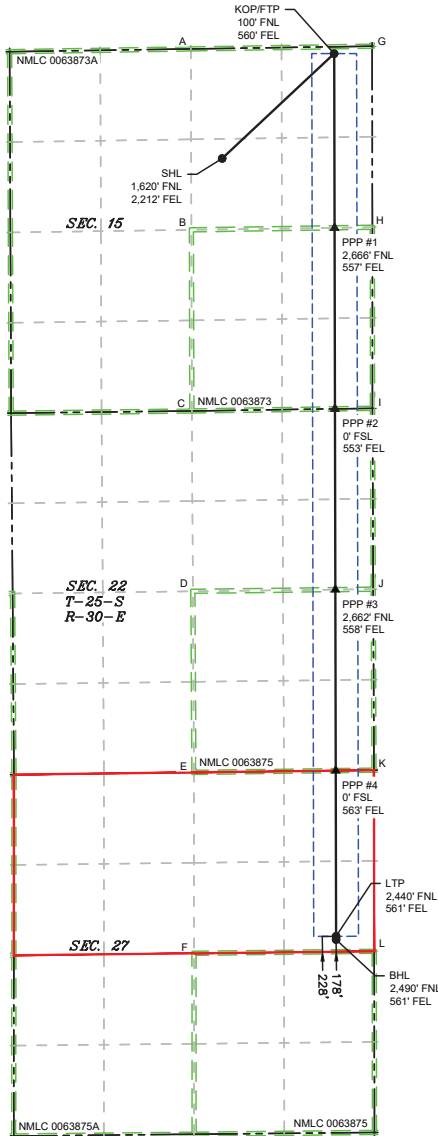 KOP/FTP
100' FNL
560' FEL
A
G
NMLC 0063873A
SHL
1,620' FNL
2,212' FEL
SEC. 15
B
H
PPP #1
2,666' FNL
557' FEL
C
NMLC 0063873
I
PPP #2
0' FSL
553' FEL
SEC. 22
T-25-S
R-30-E
D
J
PPP #3
2,662' FNL
558' FEL
E
NMLC 0063875
K
PPP #4
0' FSL
563' FEL
LTP
2,440' FNL
561' FEL
SEC. 27
F
L
BHL
2,490' FNL
561' FEL
178'
228'
NMLC 0063875A
NMLC 0063875